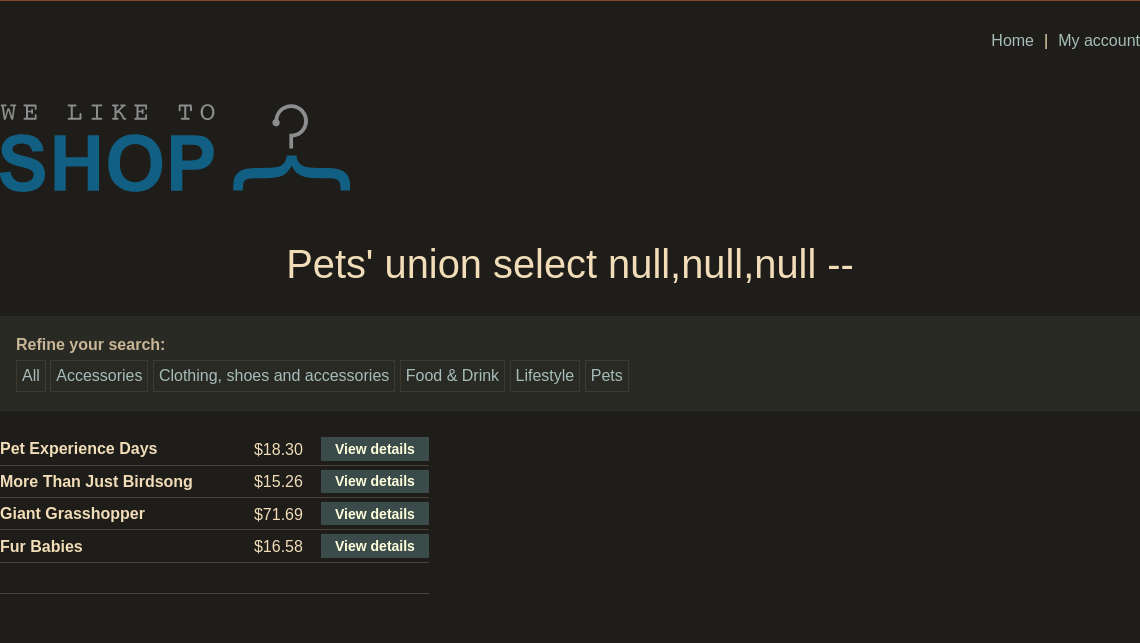 Home | My account
WE LIKE TO
SHOP
Pets' union select null,null,null --
Refine your search:
All Accessories Clothing, shoes and accessories Food & Drink Lifestyle Pets
Pet Experience Days $18.30 View details
More Than Just Birdsong $15.26 View details
Giant Grasshopper $71.69 View details
Fur Babies $16.58 View details